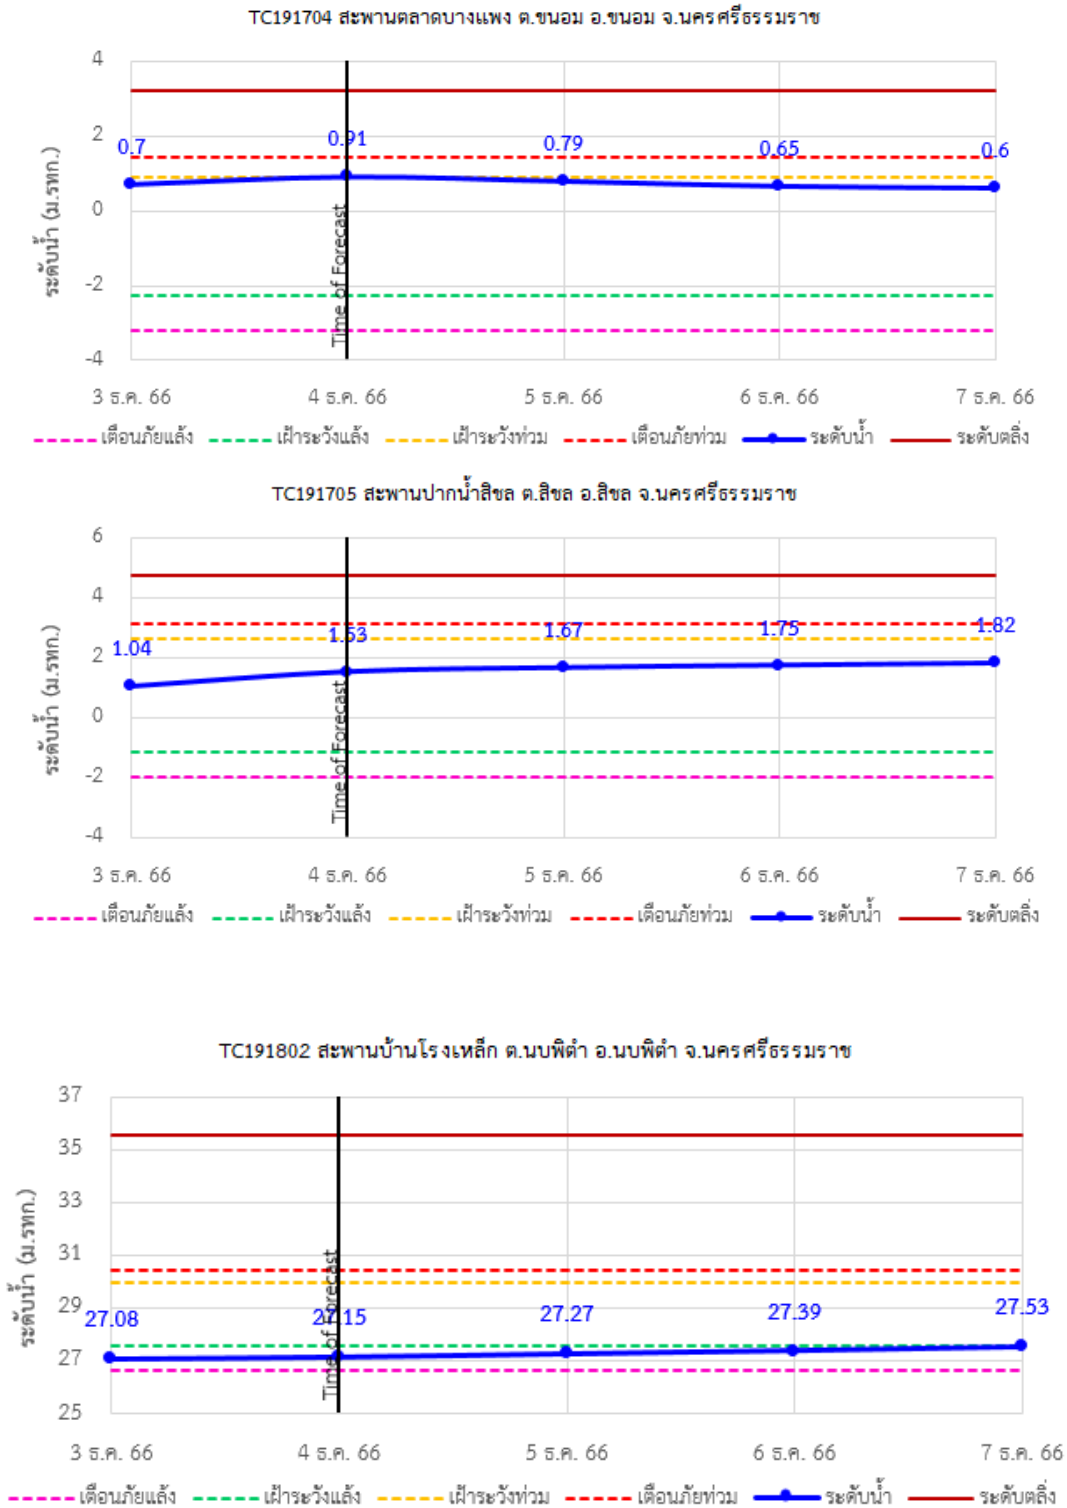 TC191704 สะพานตลาดบางแพง ต.ขนอม อ.ขนอม จ.นครศรีธรรมราช
ระดับน้ำ (ม.รทก.)
4
2
0
-2
-4
0.7
0.91
0.79
0.65
0.6
Time of Forecast
3 ธ.ค. 66
4 ธ.ค. 66
5 ธ.ค. 66
6 ธ.ค. 66
7 ธ.ค. 66
เตือนภัยแล้ง เฝ้าระวังแล้ง เฝ้าระวังท่วม เตือนภัยท่วม ระดับน้ำ ระดับตลิ่ง
TC191705 สะพานปากน้ำสิชล ต.สิชล อ.สิชล จ.นครศรีธรรมราช
ระดับน้ำ (ม.รทก.)
6
4
2
0
-2
-4
1.04
1.53
1.67
1.75
1.82
Time of Forecast
3 ธ.ค. 66
4 ธ.ค. 66
5 ธ.ค. 66
6 ธ.ค. 66
7 ธ.ค. 66
เตือนภัยแล้ง เฝ้าระวังแล้ง เฝ้าระวังท่วม เตือนภัยท่วม ระดับน้ำ ระดับตลิ่ง
TC191802 สะพานบ้านโรงเหล็ก ต.นบพิตำ อ.นบพิตำ จ.นครศรีธรรมราช
ระดับน้ำ (ม.รทก.)
37
35
33
31
29
27
25
27.08
27.15
27.27
27.39
27.53
Time of Forecast
3 ธ.ค. 66
4 ธ.ค. 66
5 ธ.ค. 66
6 ธ.ค. 66
7 ธ.ค. 66
เตือนภัยแล้ง เฝ้าระวังแล้ง เฝ้าระวังท่วม เตือนภัยท่วม ระดับน้ำ ระดับตลิ่ง